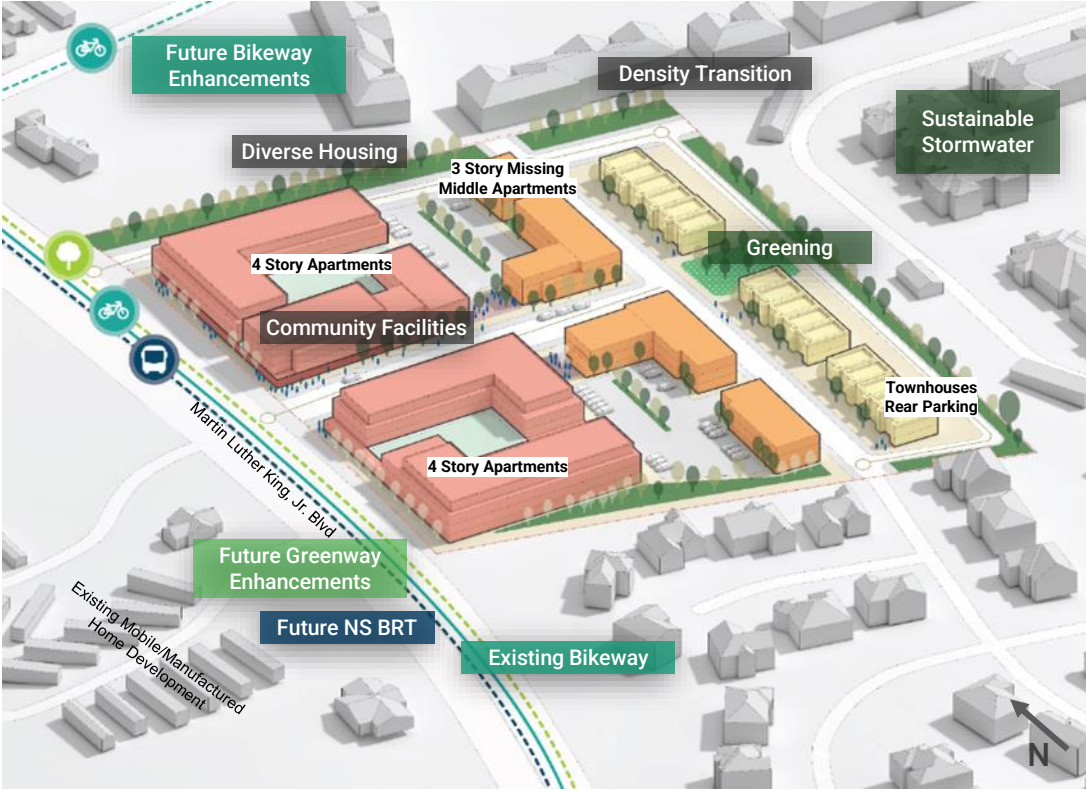 Future Bikeway
Enhancements
Density Transition
Sustainable
Stormwater
Diverse Housing
3 Story Missing
Middle Apartments
Greening
4 Story Apartments
Community Facilities
Townhouses
Rear Parking
4 Story Apartments
Martin Luther King, Jr. Blvd
Future Greenway
Enhancements
Existing Mobile/Manufactured
Home Development
Future NS BRT
Existing Bikeway
N